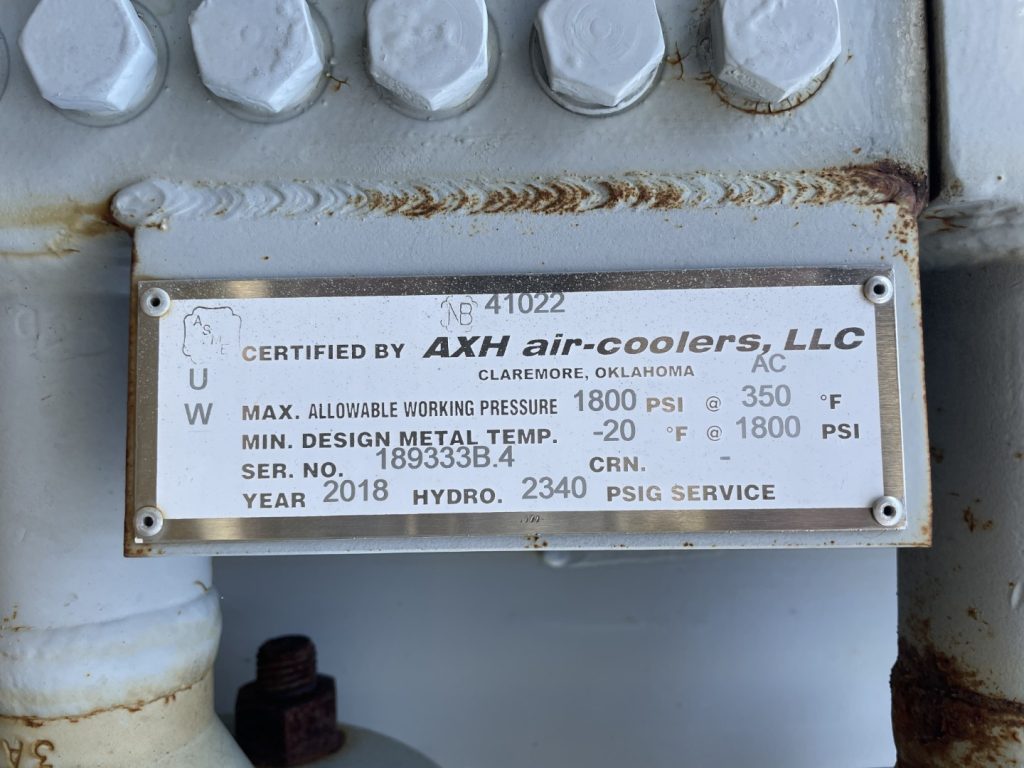 NB 41022
ASME
CERTIFIED BY AXH air-coolers, LLC
CLAREMORE, OKLAHOMA AC
U
W
MAX. ALLOWABLE WORKING PRESSURE 1800 PSI @ 350 °F
MIN. DESIGN METAL TEMP. -20 °F @ 1800 PSI
SER. NO. 189333B.4 CRN. -
YEAR 2018 HYDRO. 2340 PSIG SERVICE
3A